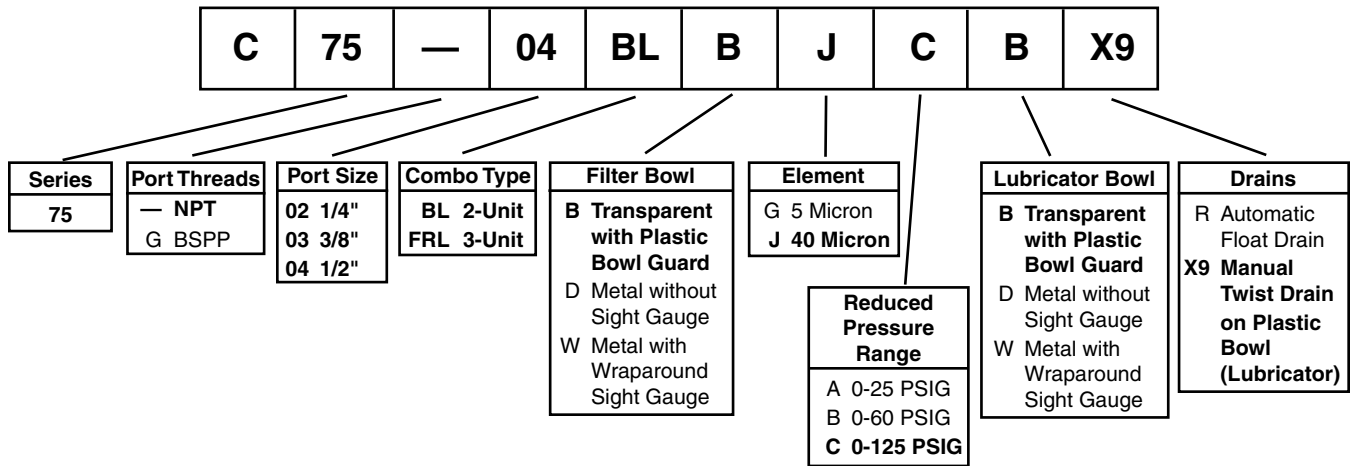 C 75 — 04 BL B J C B X9
Series
75
Port Threads
— NPT
G BSPP
Port Size
02 1/4"
03 3/8"
04 1/2"
Combo Type
BL 2-Unit
FRL 3-Unit
Filter Bowl
B Transparent
with Plastic
Bowl Guard
D Metal without
Sight Gauge
W Metal with
Wraparound
Sight Gauge
Element
G 5 Micron
J 40 Micron
Reduced
Pressure
Range
A 0-25 PSIG
B 0-60 PSIG
C 0-125 PSIG
Lubricator Bowl
B Transparent
with Plastic
Bowl Guard
D Metal without
Sight Gauge
W Metal with
Wraparound
Sight Gauge
Drains
R Automatic
Float Drain
X9 Manual
Twist Drain
on Plastic
Bowl
(Lubricator)